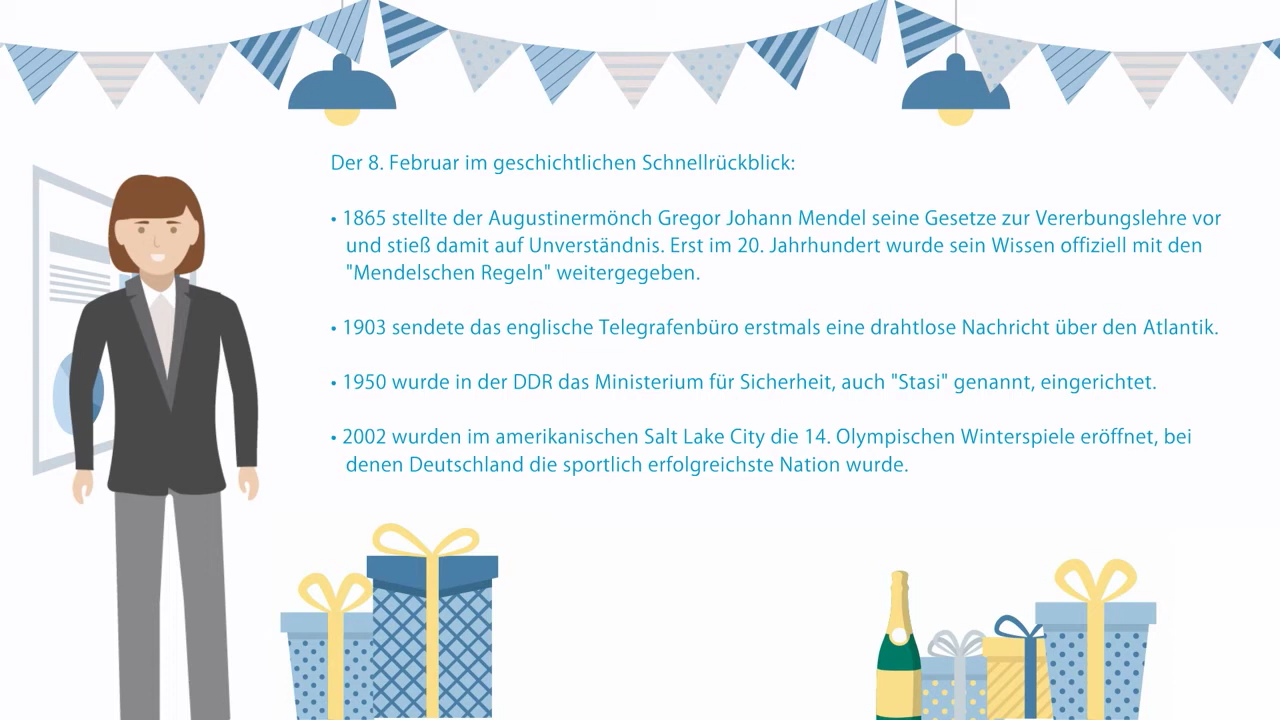 Der 8. Februar im geschichtlichen Schnellrückblick:
• 1865 stellte der Augustinermönch Gregor Johann Mendel seine Gesetze zur Vererbungslehre vor
und stieß damit auf Unverständnis. Erst im 20. Jahrhundert wurde sein Wissen offiziell mit den
"Mendelschen Regeln" weitergegeben.
• 1903 sendete das englische Telegrafenbüro erstmals eine drahtlose Nachricht über den Atlantik.
• 1950 wurde in der DDR das Ministerium für Sicherheit, auch "Stasi" genannt, eingerichtet.
• 2002 wurden im amerikanischen Salt Lake City die 14. Olympischen Winterspiele eröffnet, bei
denen Deutschland die sportlich erfolgreichste Nation wurde.